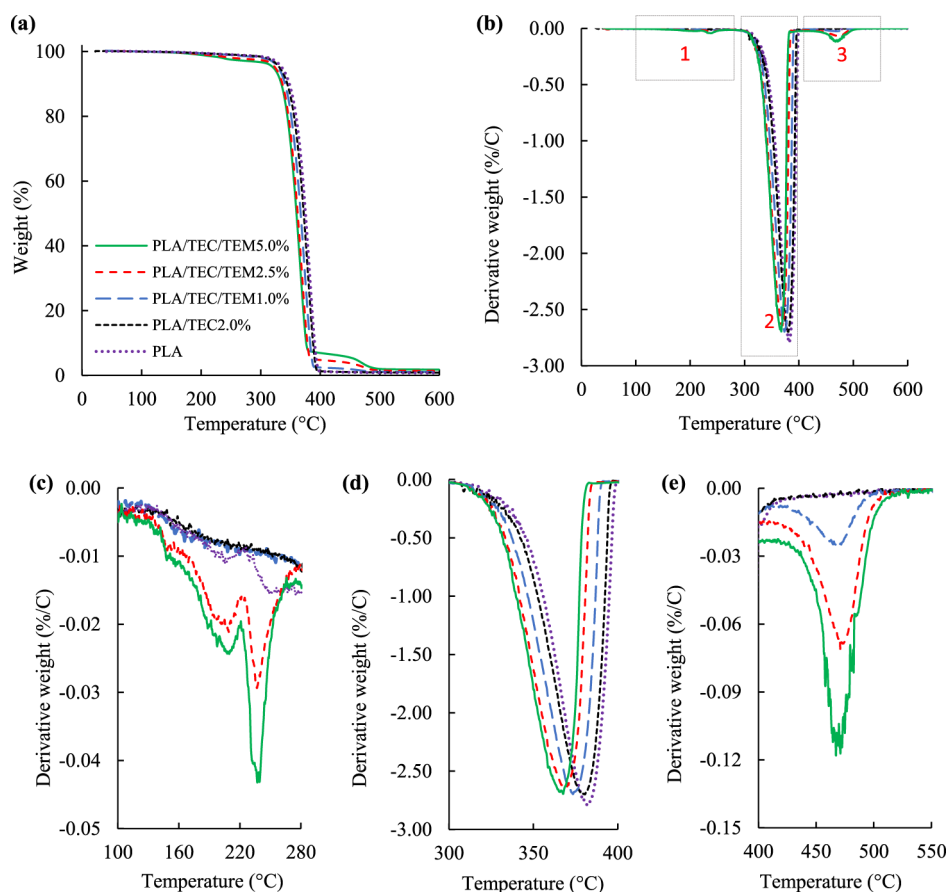 (a)
100
80
60
40
20
0
Weight (%)
PLA/TEC/TEM5.0%
PLA/TEC/TEM2.5%
PLA/TEC/TEM1.0%
PLA/TEC2.0%
PLA
0 100 200 300 400 500 600
Temperature (°C)
(b)
0.00
-0.50
-1.00
-1.50
-2.00
-2.50
-3.00
Derivative weight (%/C)
1
2
3
0 100 200 300 400 500 600
Temperature (°C)
(c)
0.00
-0.01
-0.02
-0.03
-0.04
-0.05
Derivative weight (%/C)
100 160 220 280
Temperature (°C)
(d)
0.00
-0.50
-1.00
-1.50
-2.00
-2.50
-3.00
Derivative weight (%/C)
300 350 400
Temperature (°C)
(e)
0.00
-0.03
-0.06
-0.09
-0.12
-0.15
Derivative weight (%/C)
400 450 500 550
Temperature (°C)